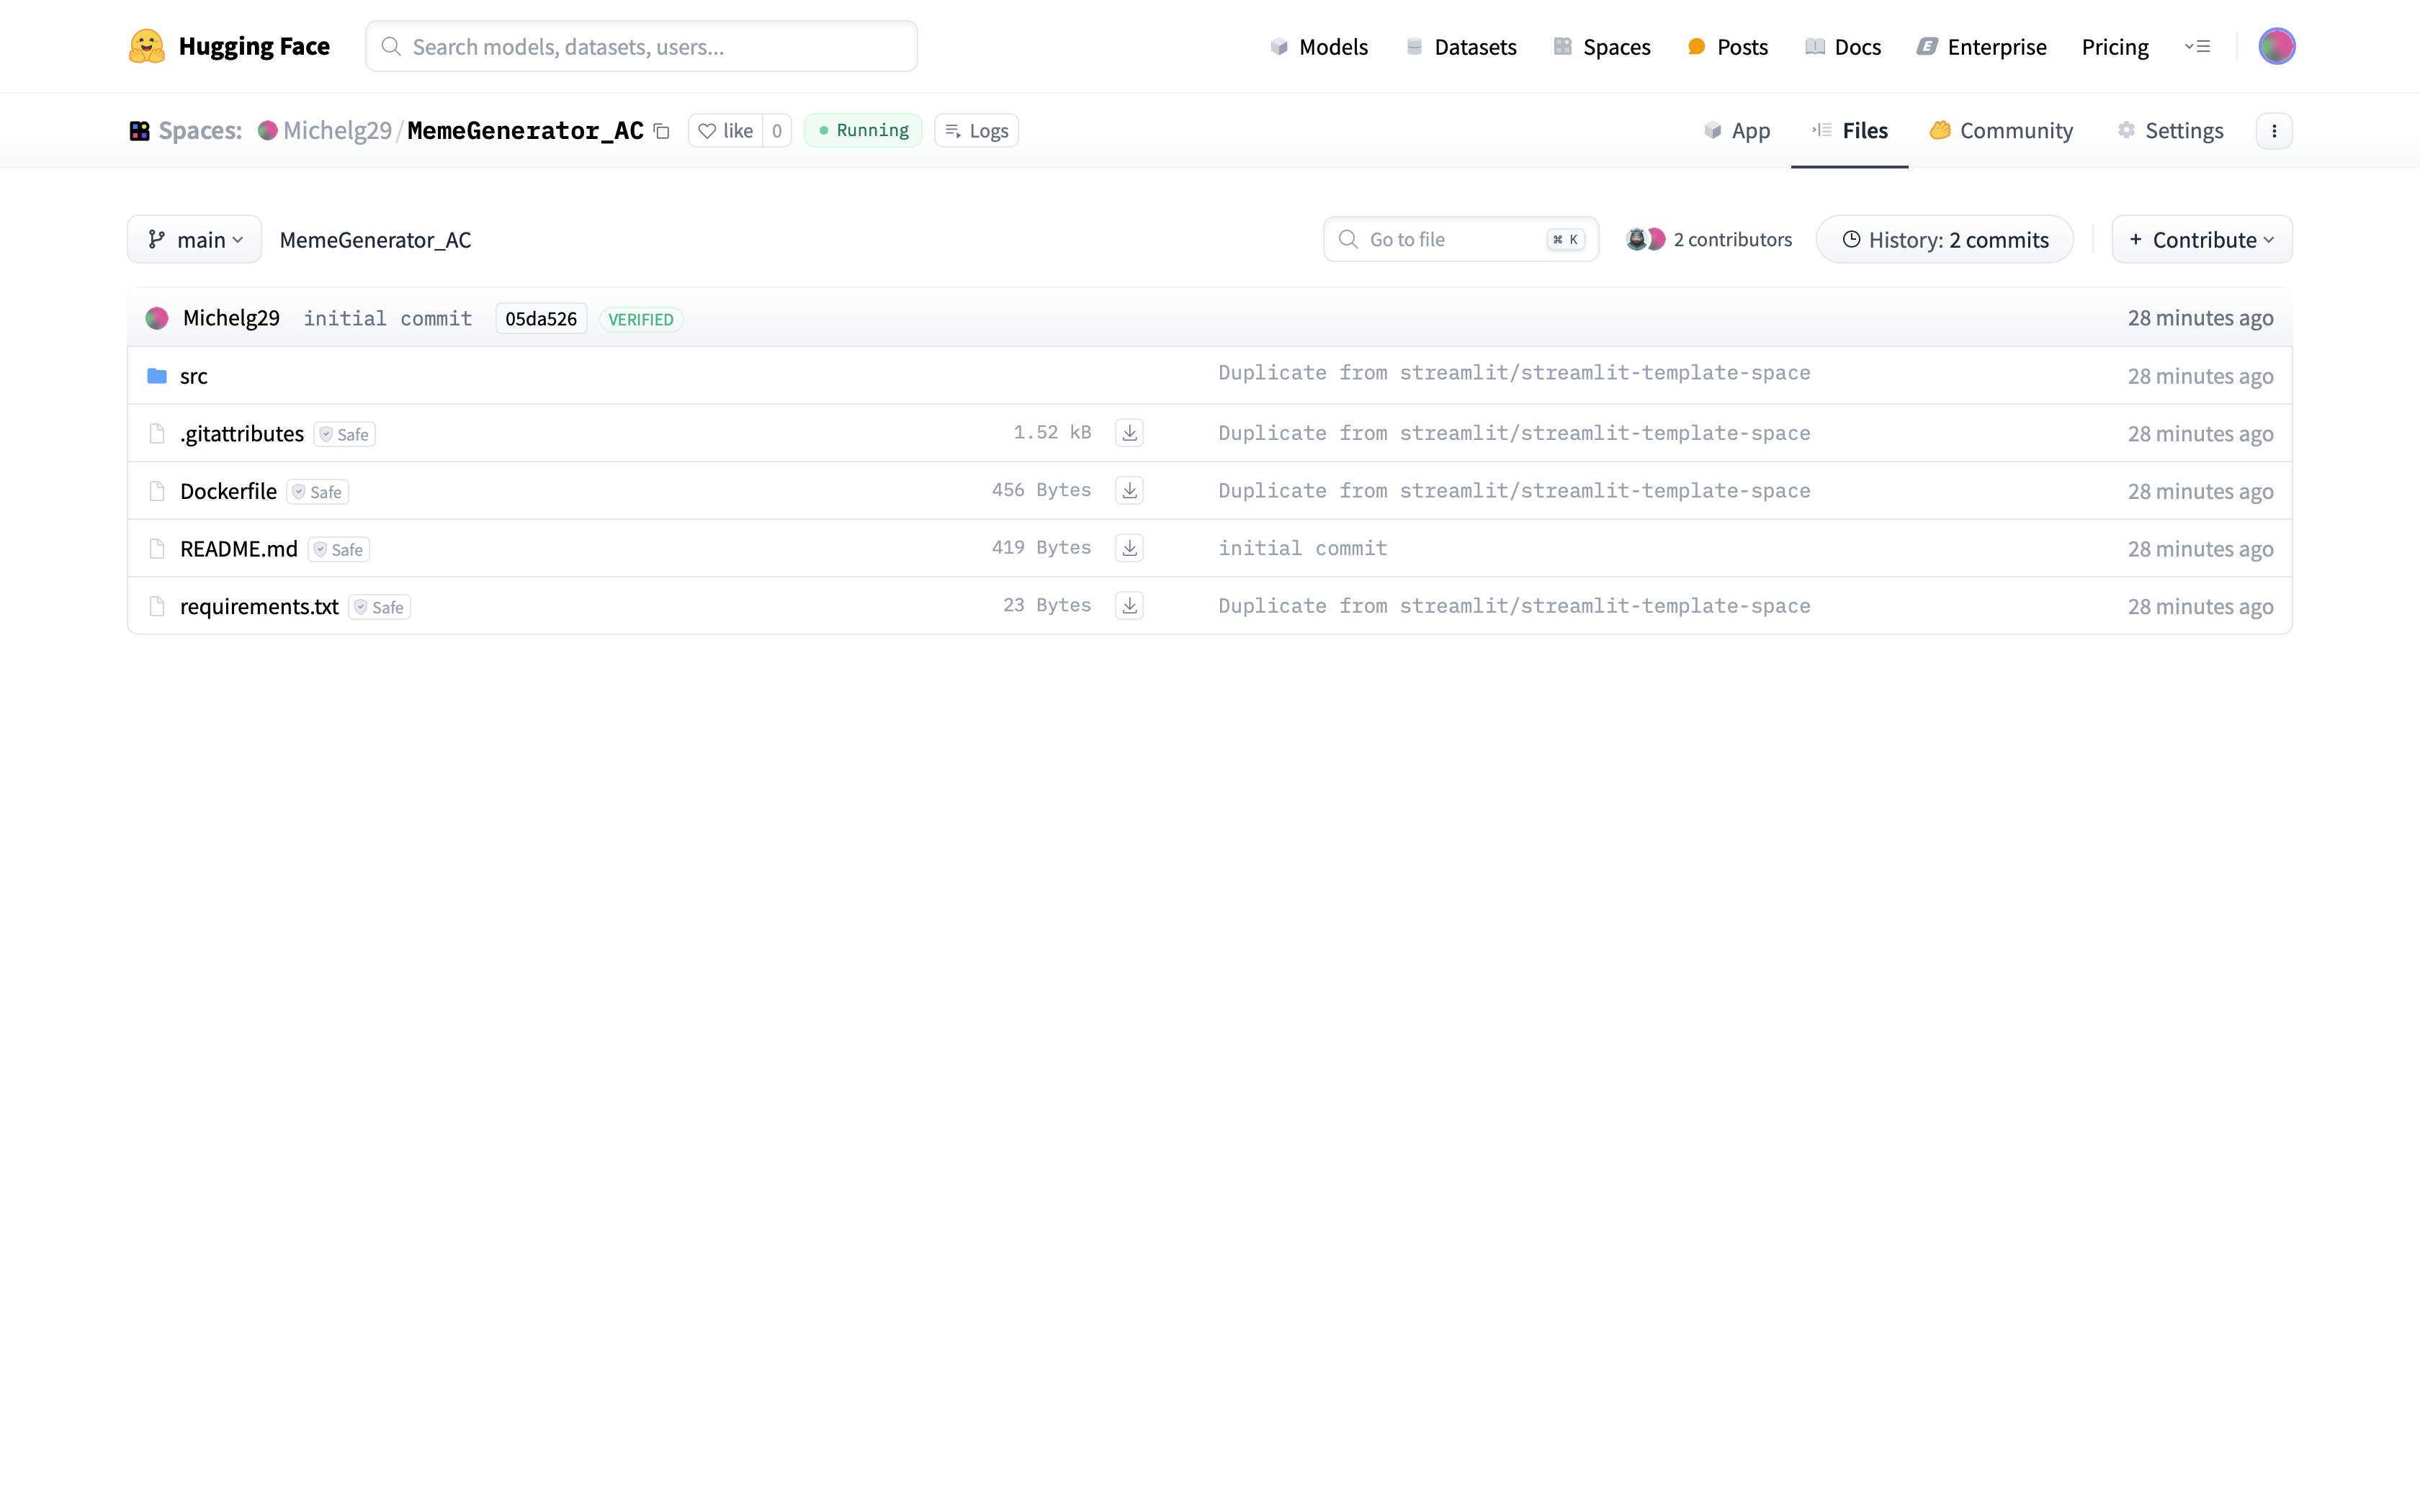 Hugging Face
Search models, datasets, users...
Models
Datasets
Spaces
Posts
Docs
Enterprise
Pricing
Spaces: Michelg29/MemeGenerator_AC
like 0
Running
Logs
App
Files
Community
Settings
main
MemeGenerator_AC
Go to file
⌘ K
2 contributors
History: 2 commits
+ Contribute
Michelg29 initial commit 05da526 VERIFIED 28 minutes ago
src Duplicate from streamlit/streamlit-template-space 28 minutes ago
.gitattributes Safe 1.52 kB Duplicate from streamlit/streamlit-template-space 28 minutes ago
Dockerfile Safe 456 Bytes Duplicate from streamlit/streamlit-template-space 28 minutes ago
README.md Safe 419 Bytes initial commit 28 minutes ago
requirements.txt Safe 23 Bytes Duplicate from streamlit/streamlit-template-space 28 minutes ago